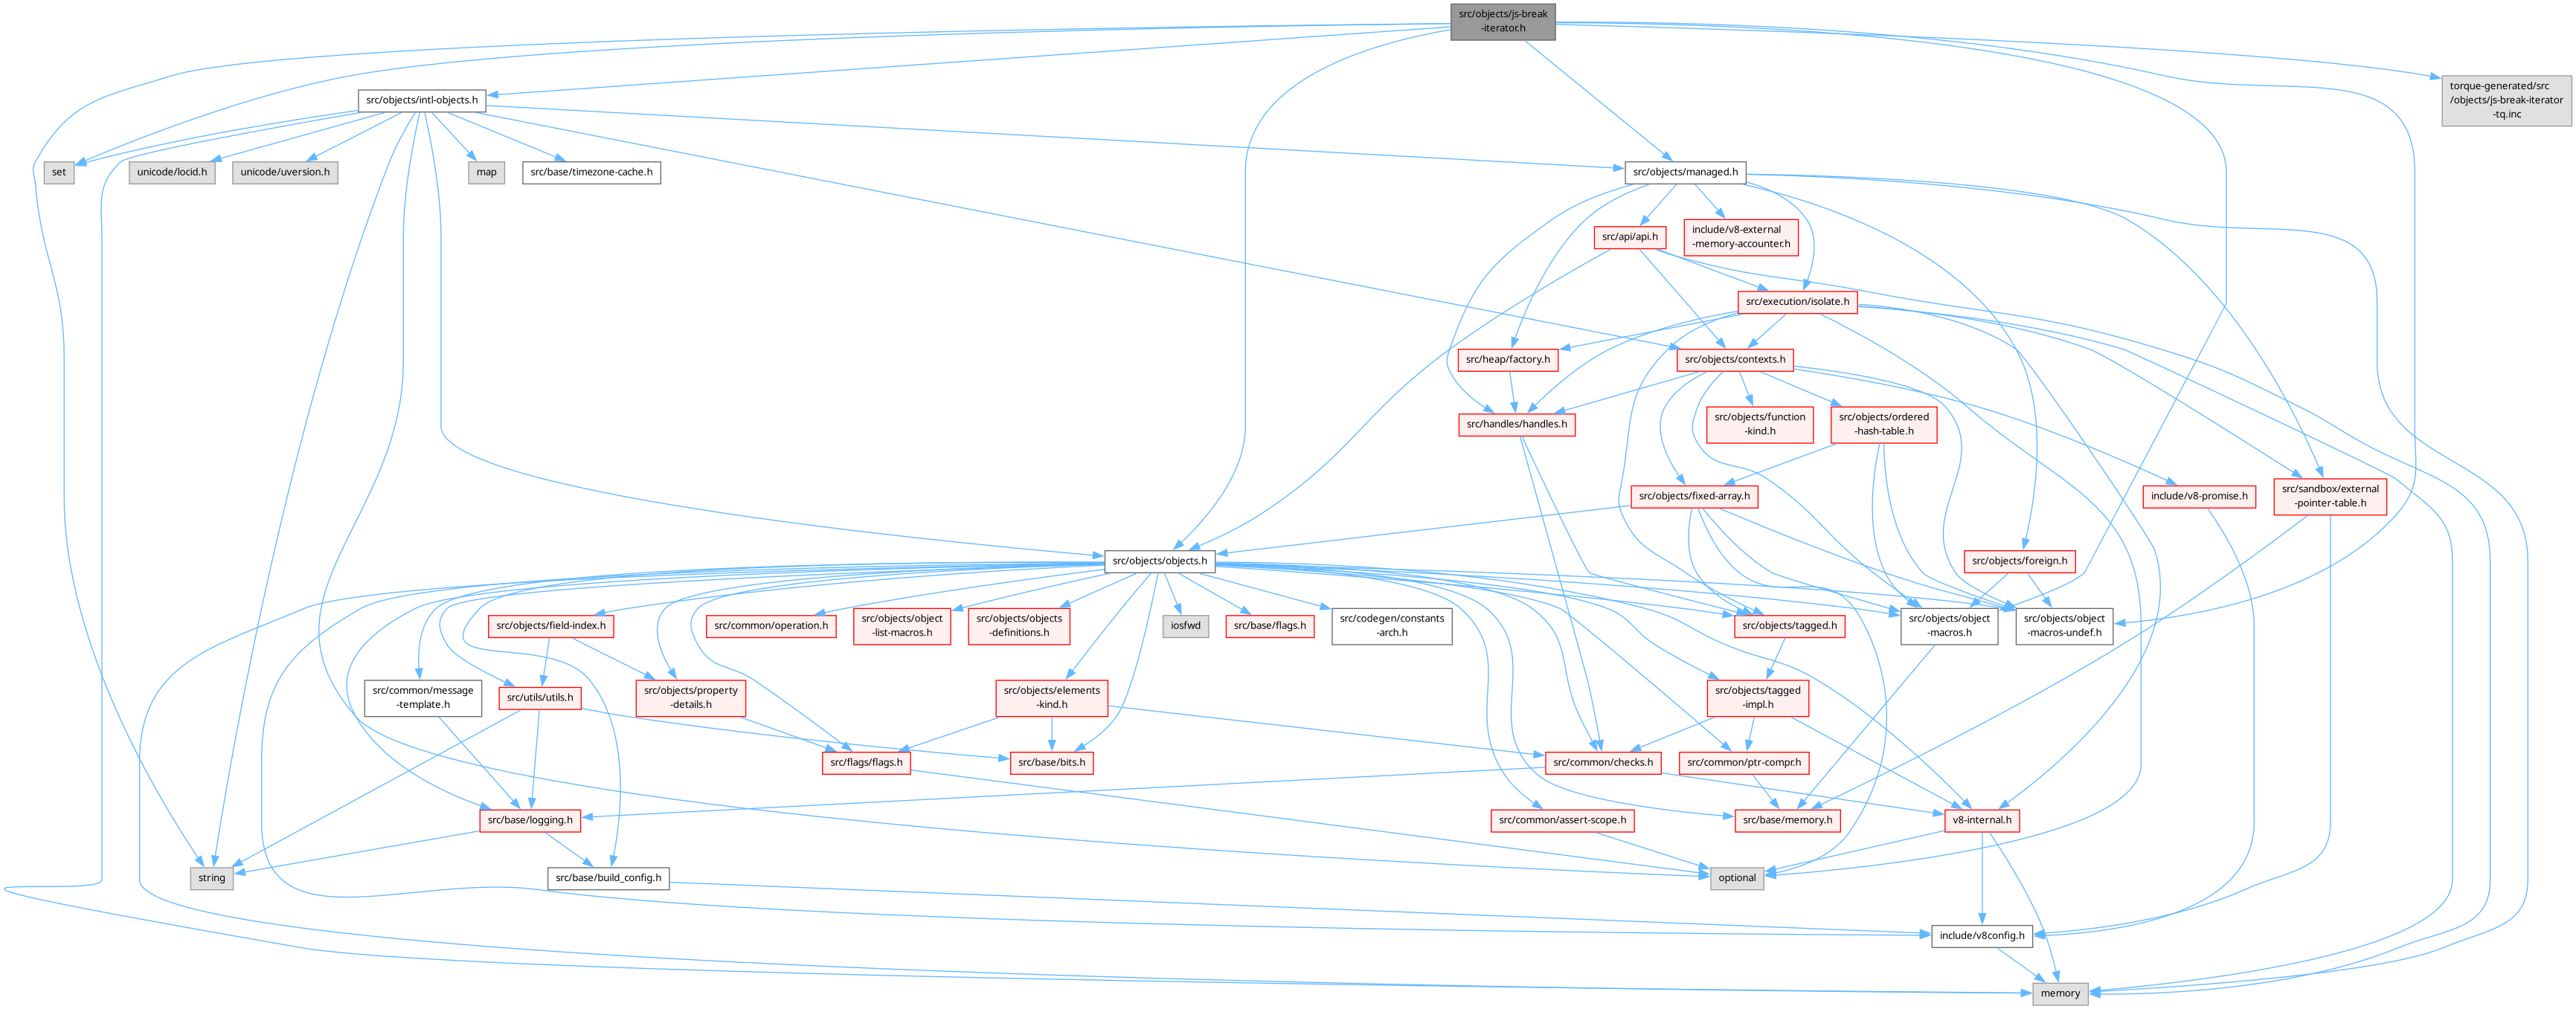 src/objects/js-break
-iterator.h
torque-generated/src
/objects/js-break-iterator
-tq.inc
src/objects/intl-objects.h
set
unicode/locid.h
unicode/uversion.h
map
src/base/timezone-cache.h
src/objects/managed.h
src/api/api.h
include/v8-external
-memory-accounter.h
src/execution/isolate.h
src/heap/factory.h
src/objects/contexts.h
src/handles/handles.h
src/objects/function
-kind.h
src/objects/ordered
-hash-table.h
src/objects/fixed-array.h
include/v8-promise.h
src/sandbox/external
-pointer-table.h
src/objects/objects.h
src/objects/foreign.h
src/objects/field-index.h
src/common/operation.h
src/objects/object
-list-macros.h
src/objects/objects
-definitions.h
iosfwd
src/base/flags.h
src/codegen/constants
-arch.h
src/objects/tagged.h
src/objects/object
-macros.h
src/objects/object
-macros-undef.h
src/common/message
-template.h
src/utils/utils.h
src/objects/property
-details.h
src/objects/elements
-kind.h
src/objects/tagged
-impl.h
src/flags/flags.h
src/base/bits.h
src/common/checks.h
src/common/ptr-compr.h
src/base/logging.h
src/common/assert-scope.h
src/base/memory.h
v8-internal.h
string
src/base/build_config.h
optional
include/v8config.h
memory